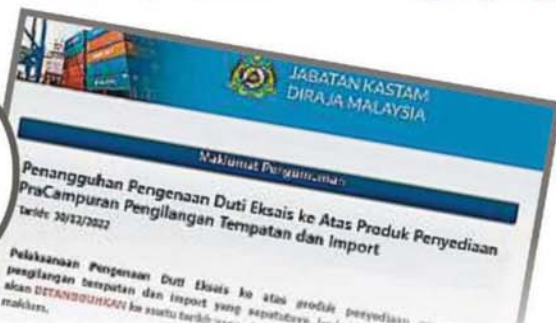 JABATAN KASTAM
DIRAJA MALAYSIA
Maklumat Pengumuman
Penangguhan Pengenaan Duti Eksais ke Atas Produk Penyediaan
PraCampuran Pengilangan Tempatan dan Import
Tarikh: 30/12/2022
Pelaksanaan Pengenaan Duti Eksais ke atas produk penyediaan
pengilangan tempatan dan import yang sepatutnya
akan DITANGGUHKAN ke suatu tarikh yang